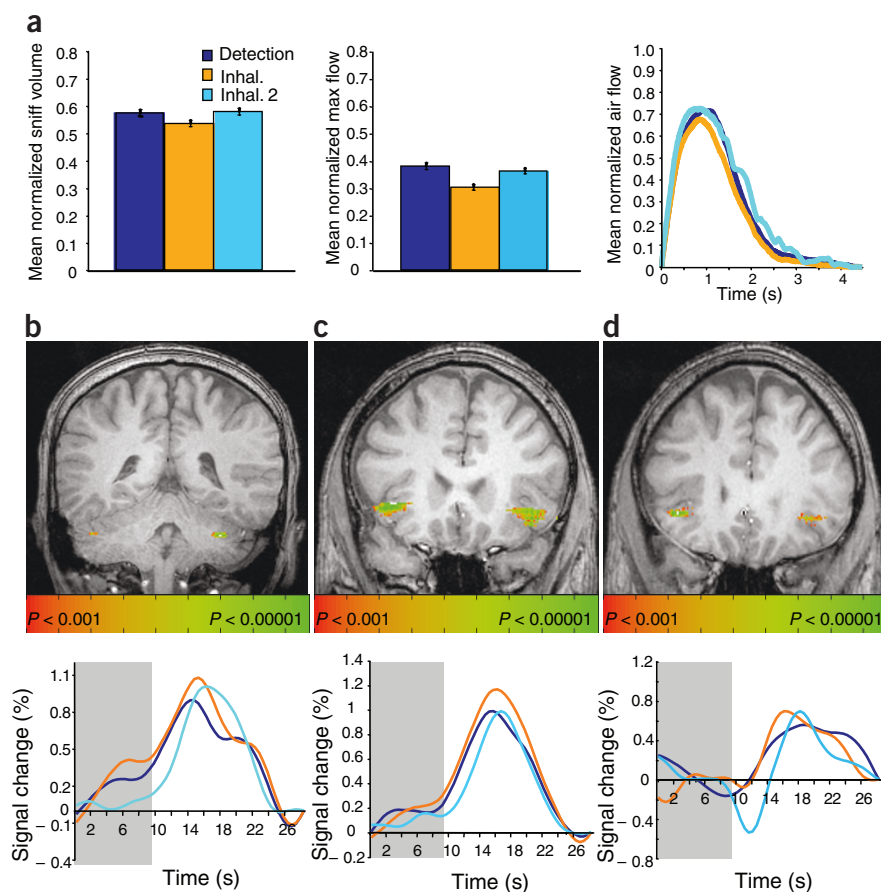 a
Mean normalized sniff volume
0.8
0.7
0.6
0.5
0.4
0.3
0.2
0.1
0
Detection
Inhal.
Inhal. 2
Mean normalized max flow
0.8
0.7
0.6
0.5
0.4
0.3
0.2
0.1
0
Mean normalized air flow
1.0
0.9
0.8
0.7
0.6
0.5
0.4
0.3
0.2
0.1
0
0 1 2 3 4
Time (s)
b
P < 0.001 P < 0.00001
c
P < 0.001 P < 0.00001
d
P < 0.001 P < 0.00001
Signal change (%)
1.1
0.8
0.5
0.2
0
– 0.1
– 0.4
2 6 10 14 18 22 26
Time (s)
Signal change (%)
1.4
1.2
1
0.8
0.6
0.4
0.2
0
– 0.2
2 6 10 14 18 22 26
Time (s)
Signal change (%)
1.2
0.8
0.4
0
– 0.4
– 0.8
2 6 10 14 18 22 26
Time (s)